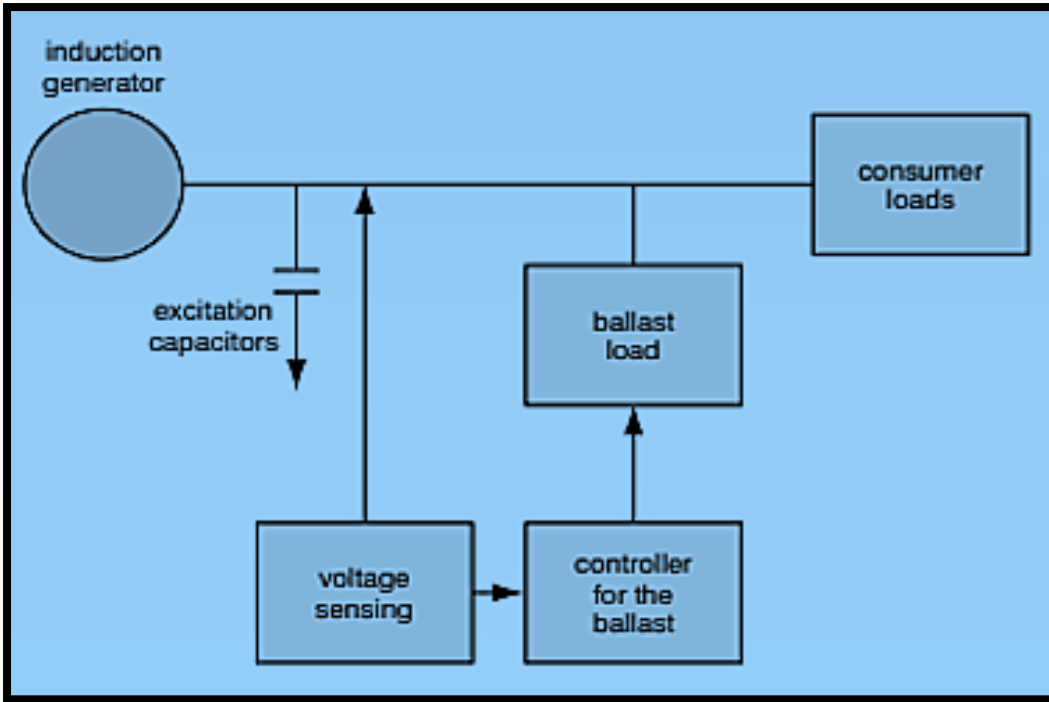 induction
generator
consumer
loads
excitation
capacitors
ballast
load
voltage
sensing
controller
for the
ballast